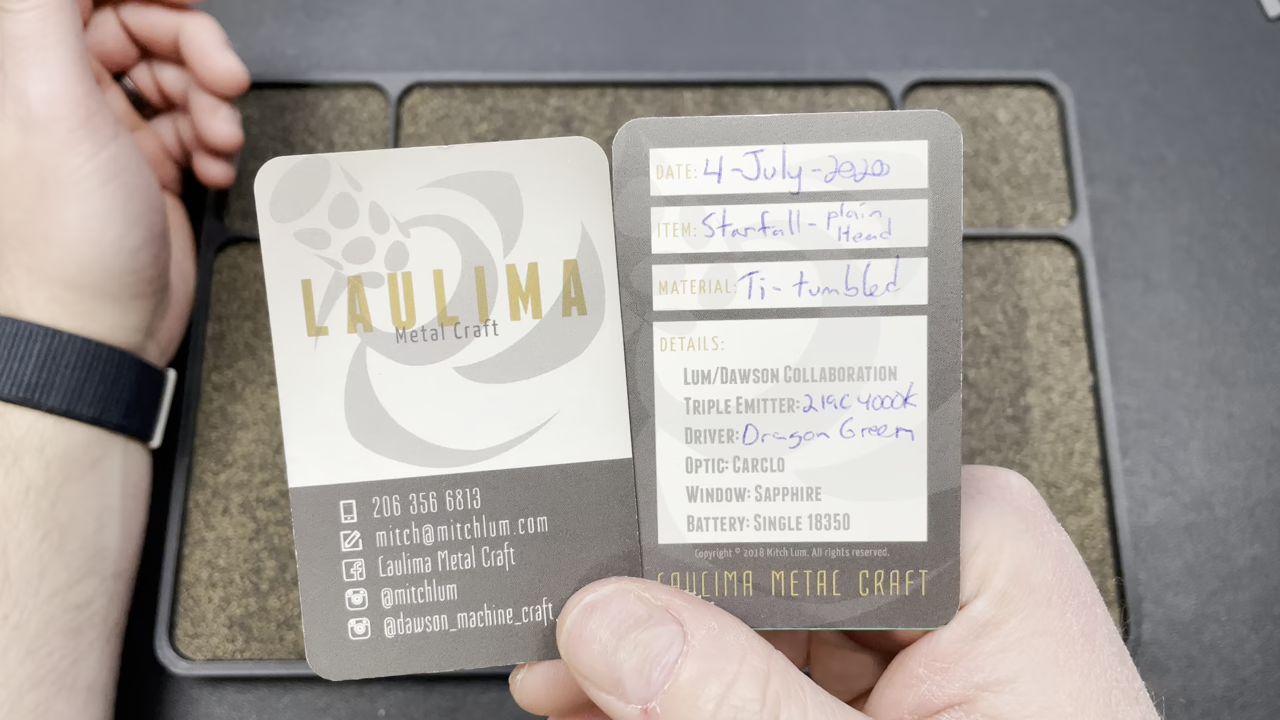 LAULIMA
Metal Craft
206 356 6813
mitch@mitchlum.com
Laulima Metal Craft
@mitchlum
@dawson_machine_craft
DATE: 4-July-2020
ITEM: Starfall - plain Head
MATERIAL: Ti-tumbled
DETAILS:
LUM/DAWSON COLLABORATION
TRIPLE EMITTER: 219C 4000K
DRIVER: Dragon Green
OPTIC: CARCLO
WINDOW: SAPPHIRE
BATTERY: SINGLE 18350
Copyright © 2018 Mitch Lum. All rights reserved.
LAULIMA METAL CRAFT